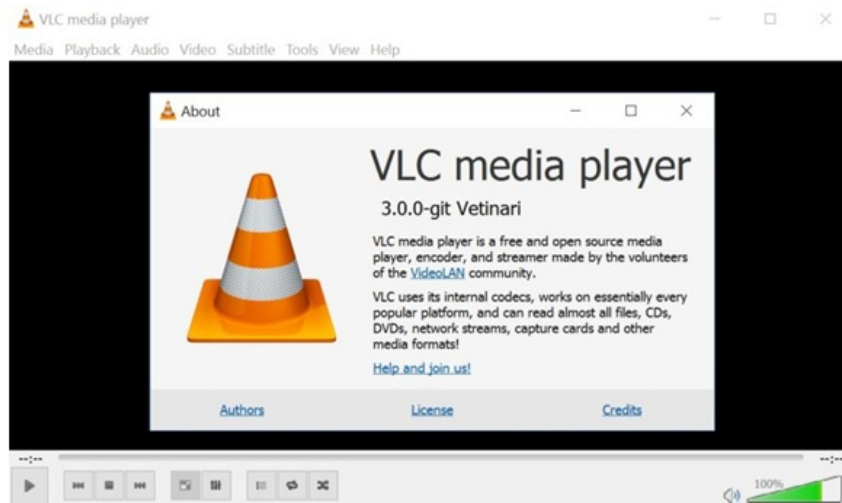 VLC media player
Media Playback Audio Video Subtitle Tools View Help
About
VLC media player
3.0.0-git Vetinari
VLC media player is a free and open source media
player, encoder, and streamer made by the volunteers
of the VideoLAN community.
VLC uses its internal codecs, works on essentially every
popular platform, and can read almost all files, CDs,
DVDs, network streams, capture cards and other
media formats!
Help and join us!
Authors License Credits
--:-- --:--
100%